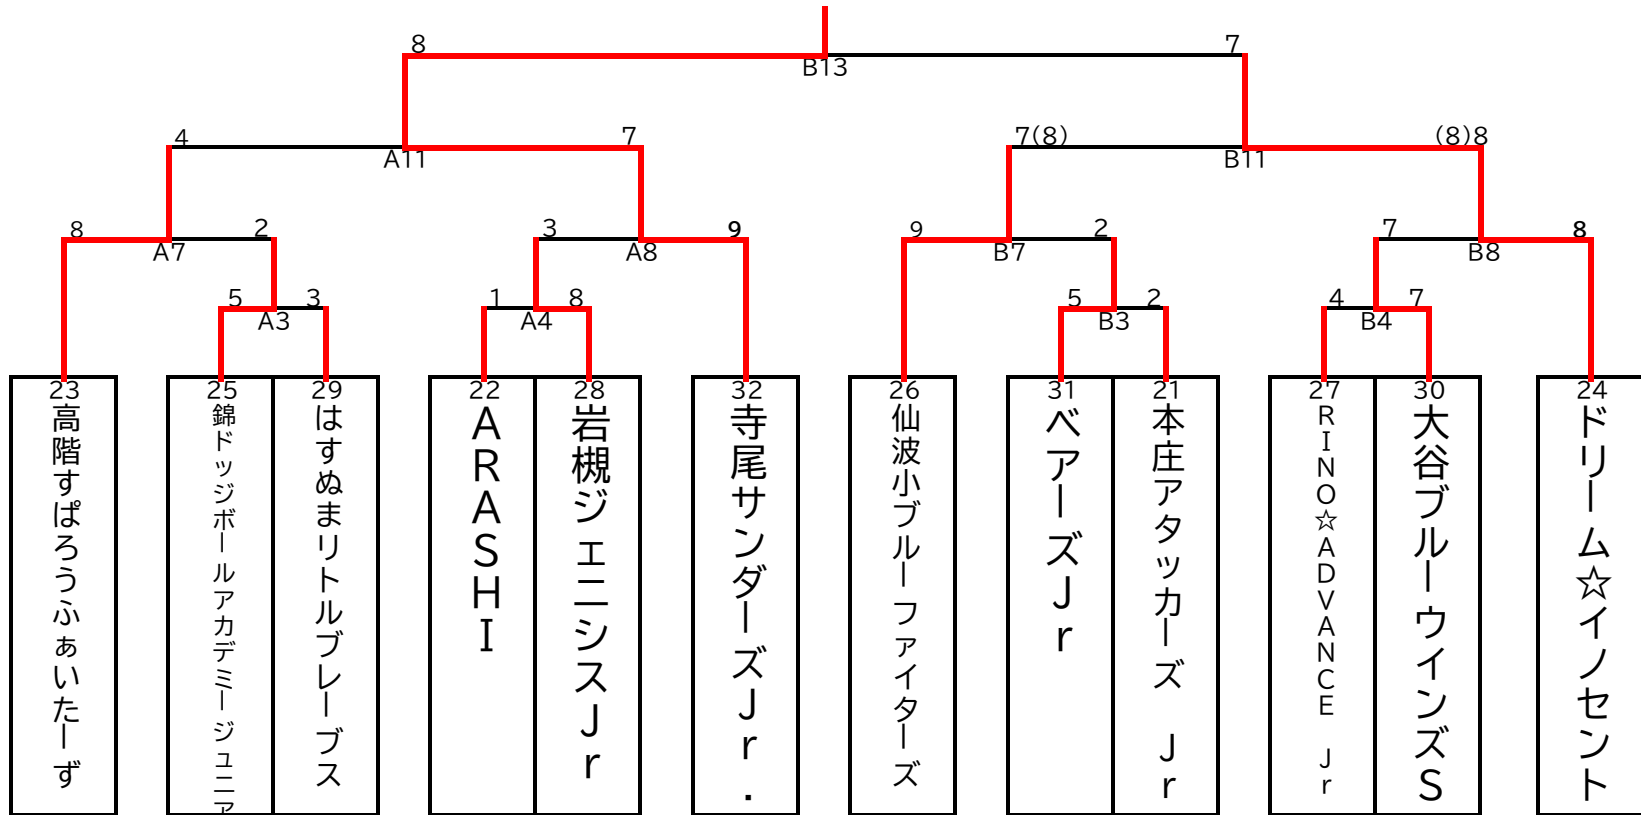 8 7
B13
4 7 7(8) (8)8
A11 B11
8 2 3 9 9 2 7 8
A7 A8 B7 B8
5 3 1 8 5 2 4 7
A3 A4 B3 B4
23
高階すぱろうふぁいたーず
25
錦ドッジボールアカデミージュニア
29
はすぬまリトルブレーブス
22
ARASHI
28
岩槻ジェニシスJr
32
寺尾サンダーズJr.
26
仙波小ブルーファイターズ
31
ベアーズJr
21
本庄アタッカーズ Jr
27
RINO☆ADVANCE Jr
30
大谷ブルーウインズS
24
ドリーム☆イノセント